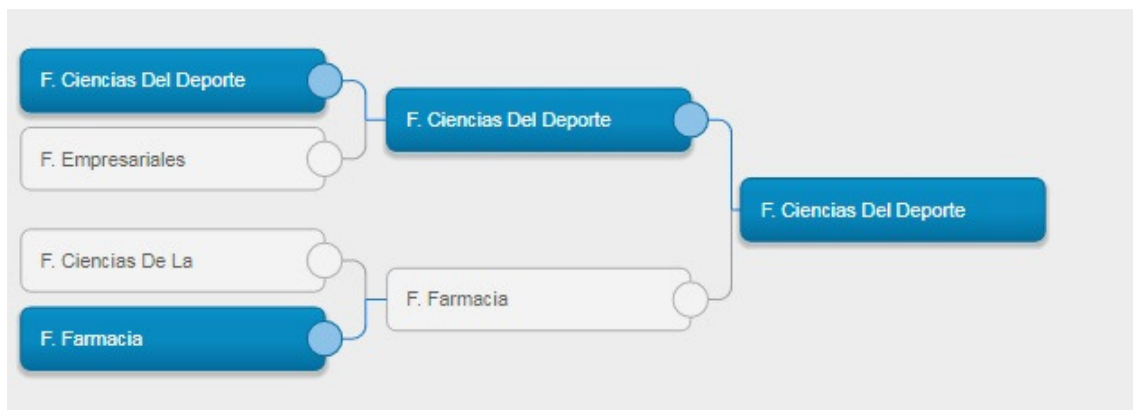 F. Ciencias Del Deporte
F. Empresariales
F. Ciencias De La
F. Farmacia
F. Ciencias Del Deporte
F. Farmacia
F. Ciencias Del Deporte